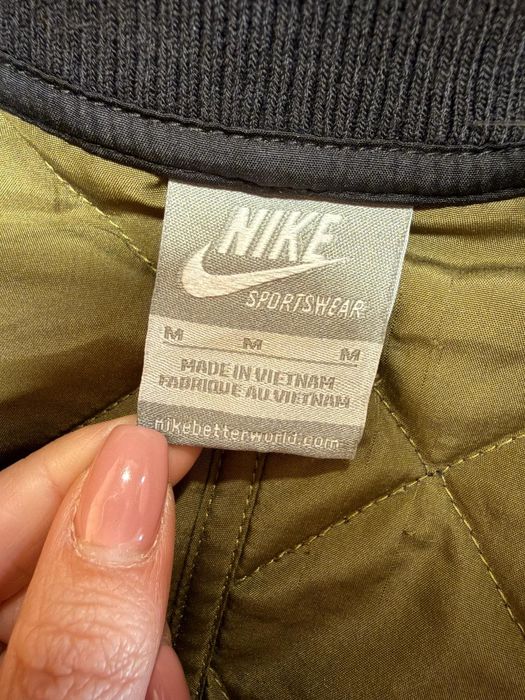 NIKE
SPORTSWEAR
M M M
MADE IN VIETNAM
FABRIQUE AU VIETNAM
nikebetterworld.com